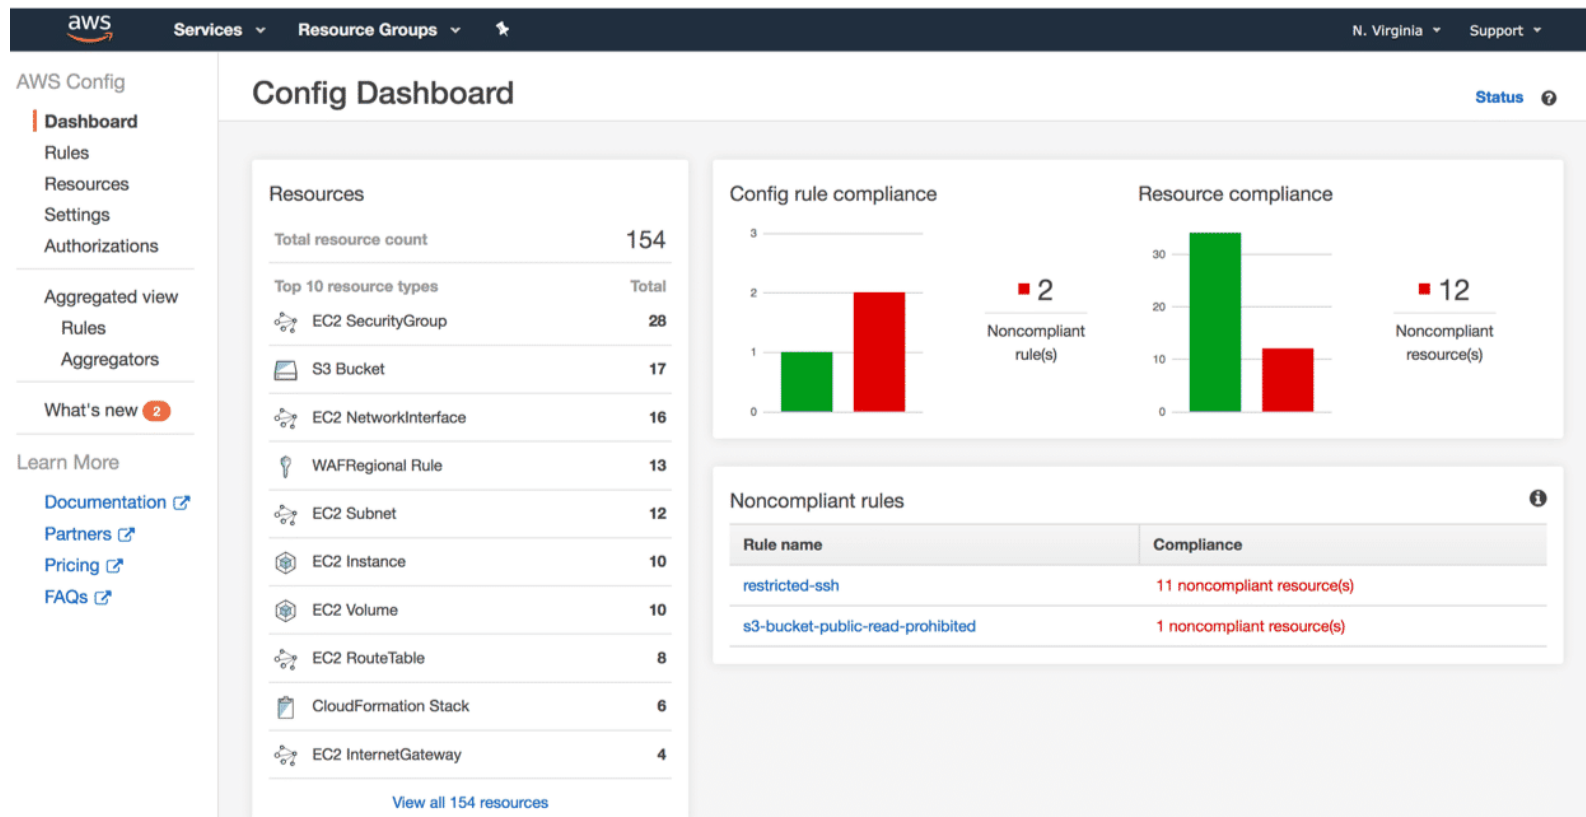 aws
Services
Resource Groups
N. Virginia
Support
AWS Config
Dashboard
Rules
Resources
Settings
Authorizations
Aggregated view
Rules
Aggregators
What's new 2
Learn More
Documentation
Partners
Pricing
FAQs
Config Dashboard
Status
Resources
Total resource count 154
Top 10 resource types Total
EC2 SecurityGroup 28
S3 Bucket 17
EC2 NetworkInterface 16
WAFRegional Rule 13
EC2 Subnet 12
EC2 Instance 10
EC2 Volume 10
EC2 RouteTable 8
CloudFormation Stack 6
EC2 InternetGateway 4
View all 154 resources
Config rule compliance
3
2
1
0
2
Noncompliant
rule(s)
Resource compliance
30
20
10
0
12
Noncompliant
resource(s)
Noncompliant rules
Rule name Compliance
restricted-ssh 11 noncompliant resource(s)
s3-bucket-public-read-prohibited 1 noncompliant resource(s)